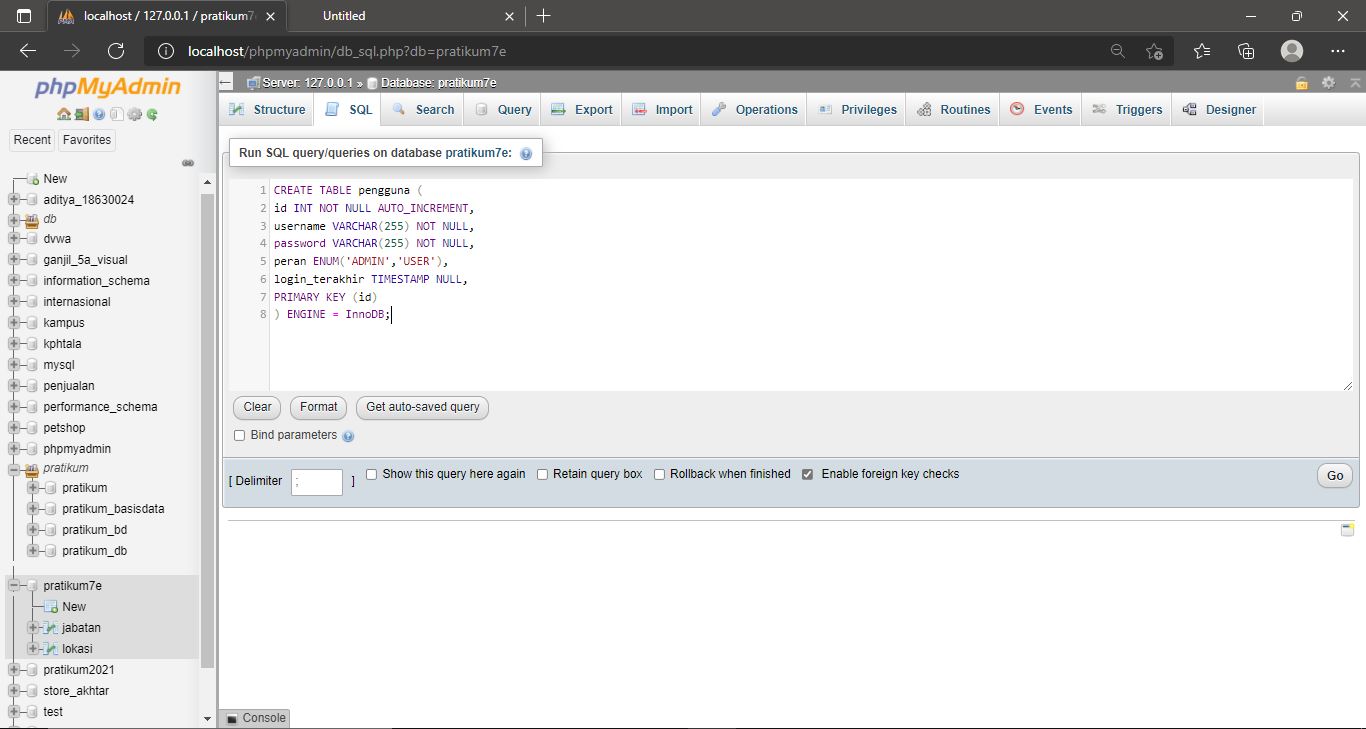 localhost / 127.0.0.1 / pratikum7
Untitled
localhost/phpmyadmin/db_sql.php?db=pratikum7e
phpMyAdmin
Recent Favorites
New
aditya_18630024
db
dvwa
ganjil_5a_visual
information_schema
internasional
kampus
kphtala
mysql
penjualan
performance_schema
petshop
phpmyadmin
pratikum
pratikum
pratikum_basisdata
pratikum_bd
pratikum_db
pratikum7e
New
jabatan
lokasi
pratikum2021
store_akhtar
test
Server: 127.0.0.1 » Database: pratikum7e
Structure SQL Search Query Export Import Operations Privileges Routines Events Triggers Designer
Run SQL query/queries on database pratikum7e:
1 CREATE TABLE pengguna (
2 id INT NOT NULL AUTO_INCREMENT,
3 username VARCHAR(255) NOT NULL,
4 password VARCHAR(255) NOT NULL,
5 peran ENUM('ADMIN','USER'),
6 login_terakhir TIMESTAMP NULL,
7 PRIMARY KEY (id)
8 ) ENGINE = InnoDB;
Clear Format Get auto-saved query
Bind parameters
[ Delimiter ; ] Show this query here again Retain query box Rollback when finished Enable foreign key checks Go
Console